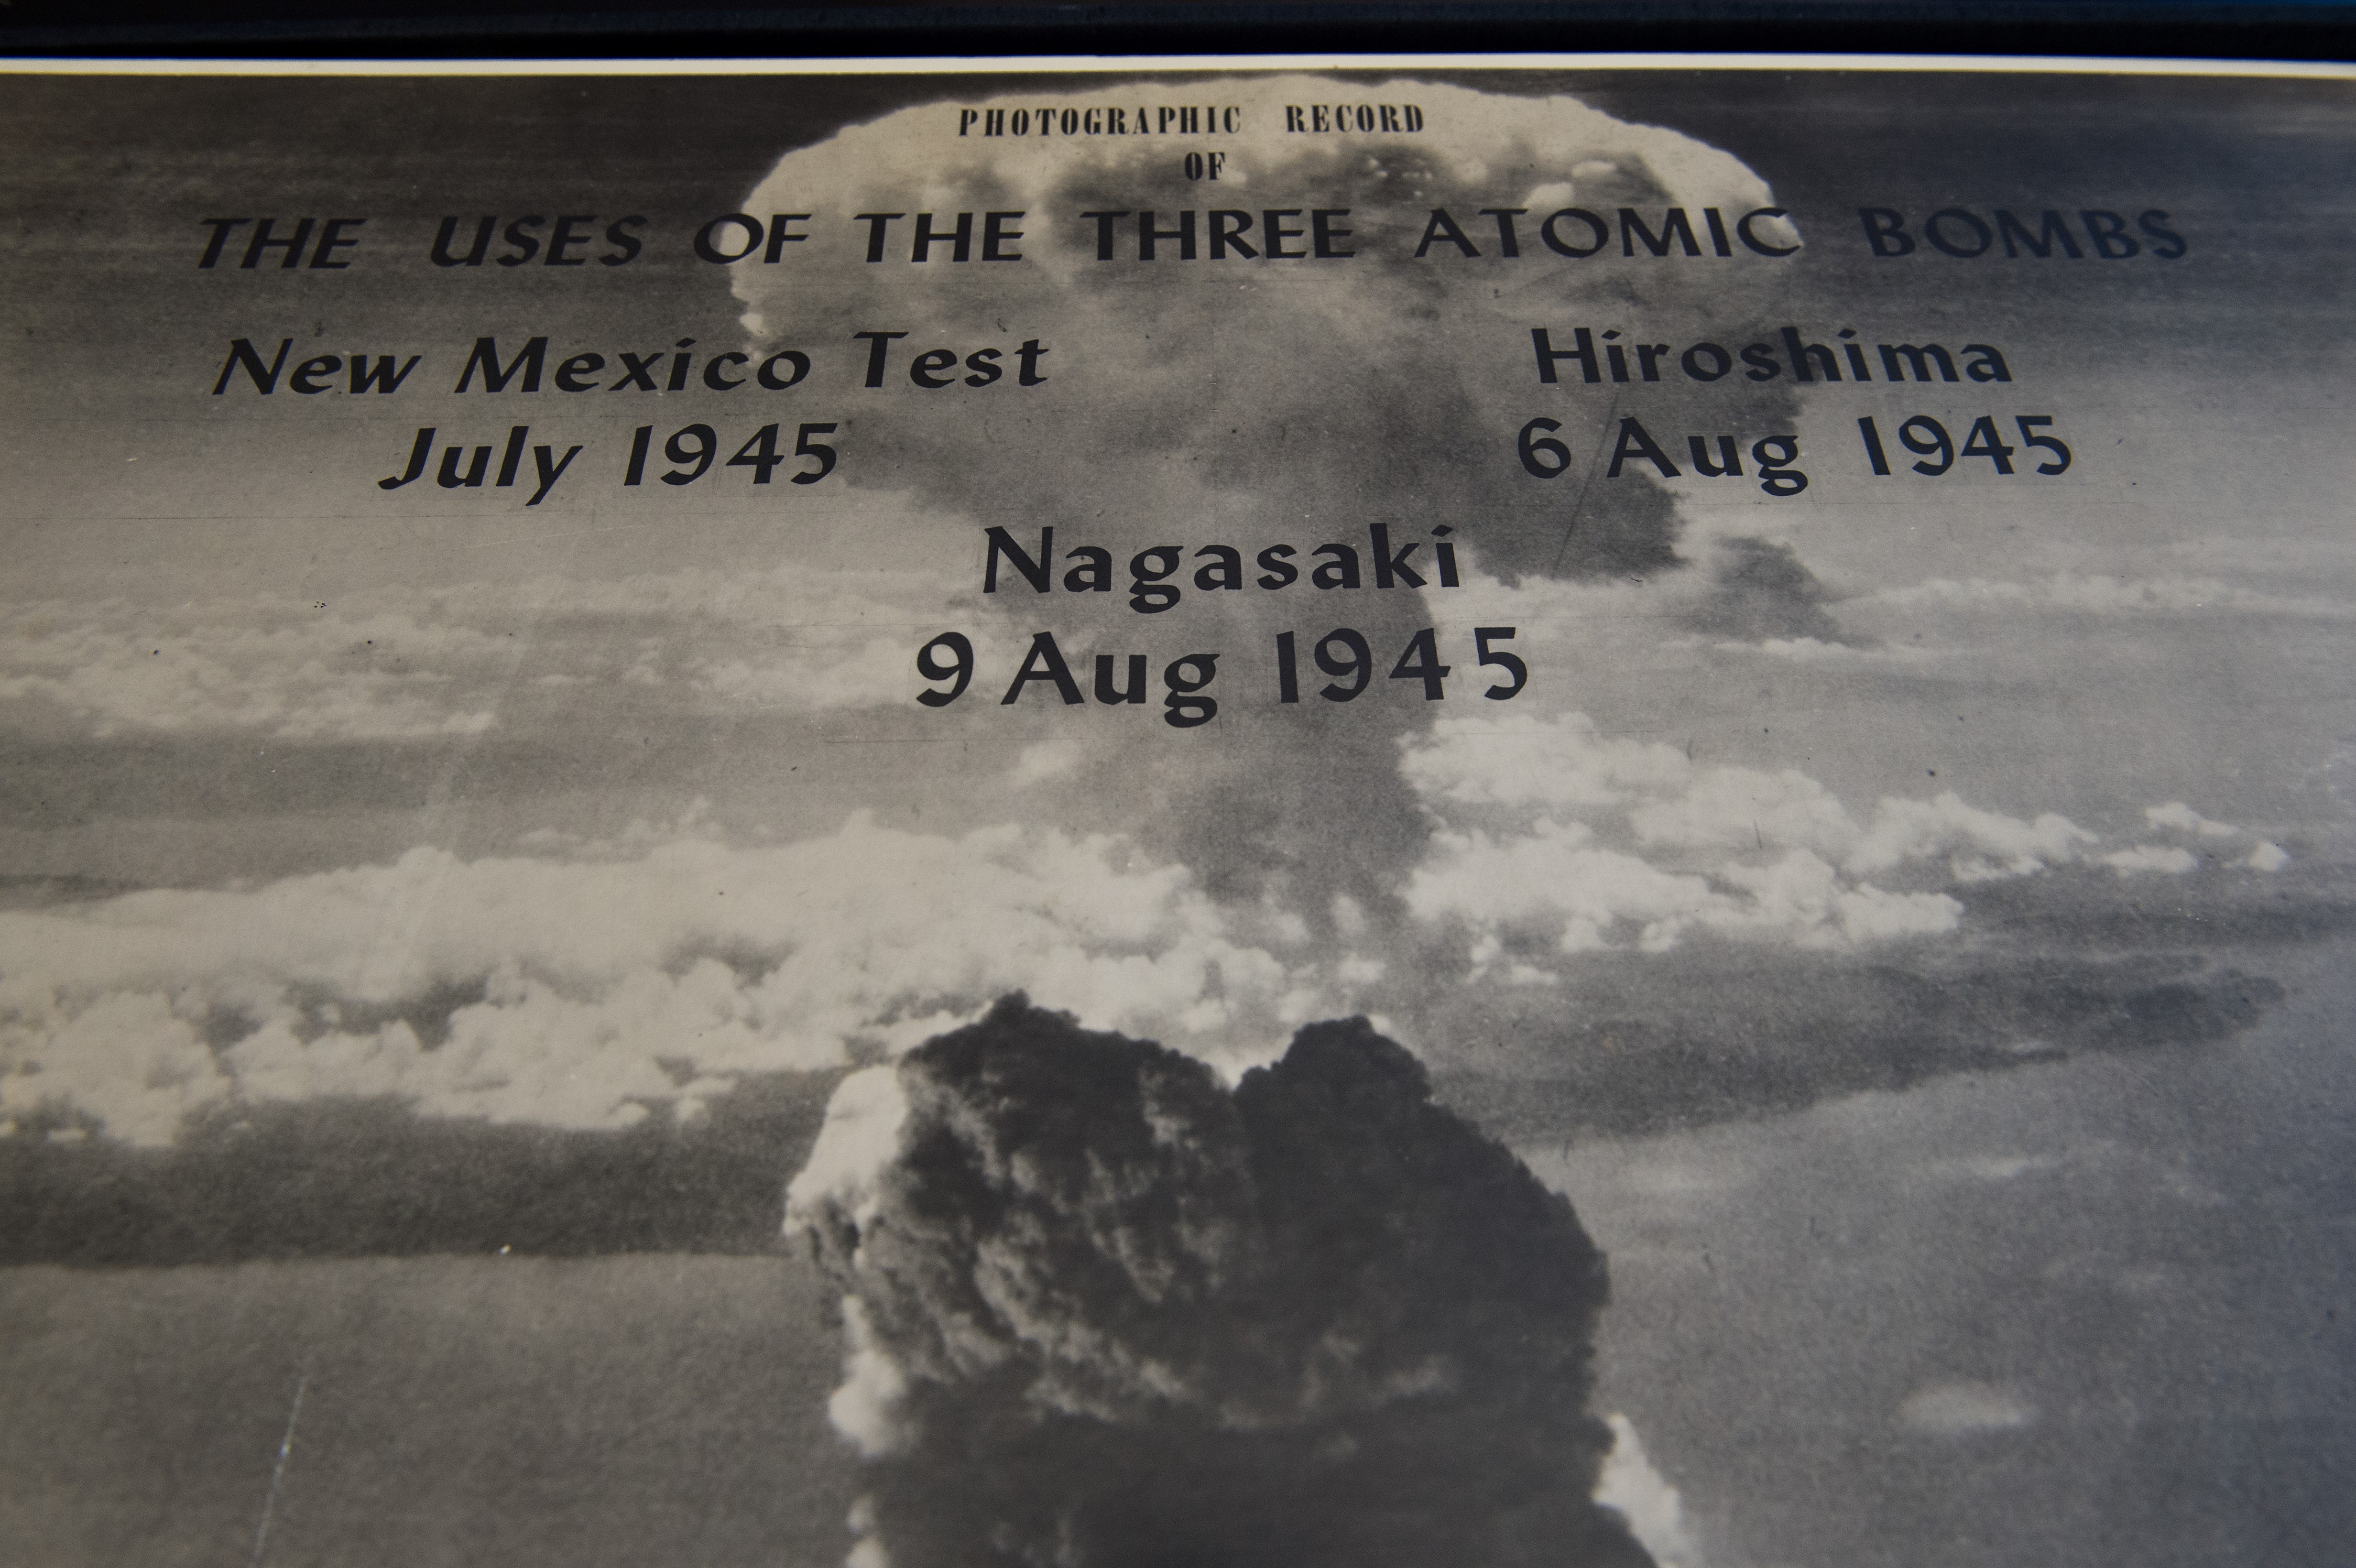 PHOTOGRAPHIC RECORD
OF
THE USES OF THE THREE ATOMIC BOMBS
New Mexico Test
July 1945
Hiroshima
6 Aug 1945
Nagasaki
9 Aug 1945